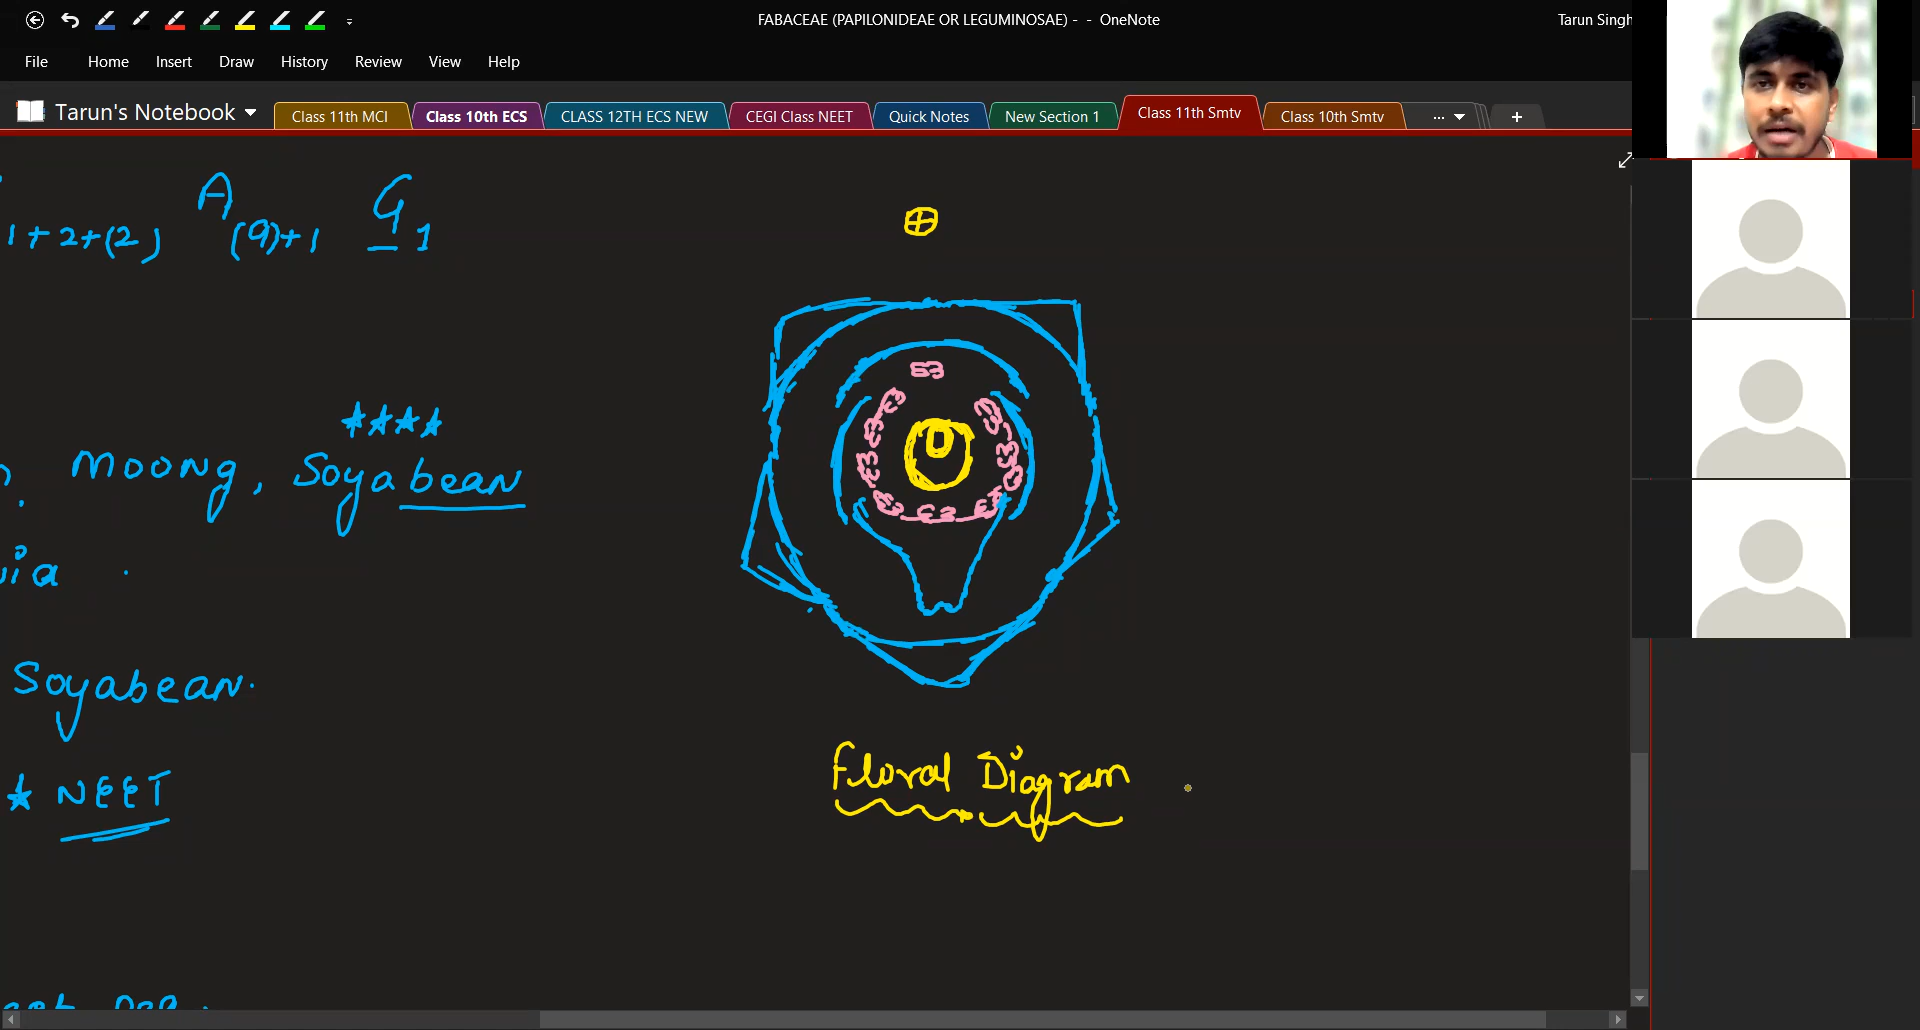 FABACEAE (PAPILONIDEAE OR LEGUMINOSAE) - - OneNote
Tarun Singh
File Home Insert Draw History Review View Help
Tarun's Notebook
Class 11th MCI Class 10th ECS CLASS 12TH ECS NEW CEGI Class NEET Quick Notes New Section 1 Class 11th Smtv Class 10th Smtv ... +
1+2+(2) A(9)+1 G1
Moong, Soyabean
Soyabean.
NEET
Floral Diagram